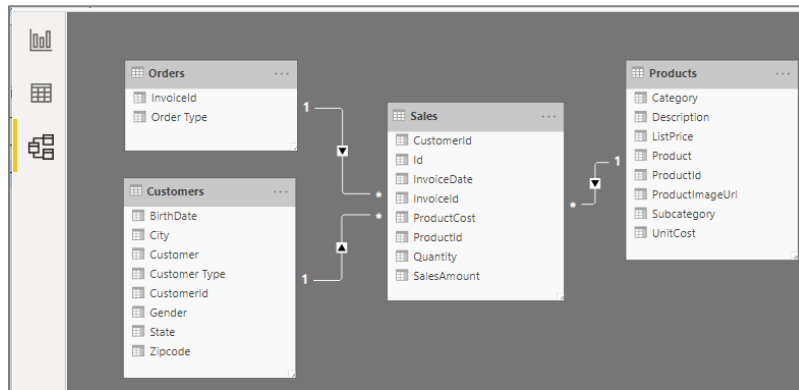 Orders
InvoiceId
Order Type
1
*
Customers
BirthDate
City
Customer
Customer Type
CustomerId
Gender
State
Zipcode
1
*
Sales
CustomerId
Id
InvoiceDate
InvoiceId
ProductCost
ProductId
Quantity
SalesAmount
*
1
Products
Category
Description
ListPrice
Product
ProductId
ProductImageUrl
Subcategory
UnitCost